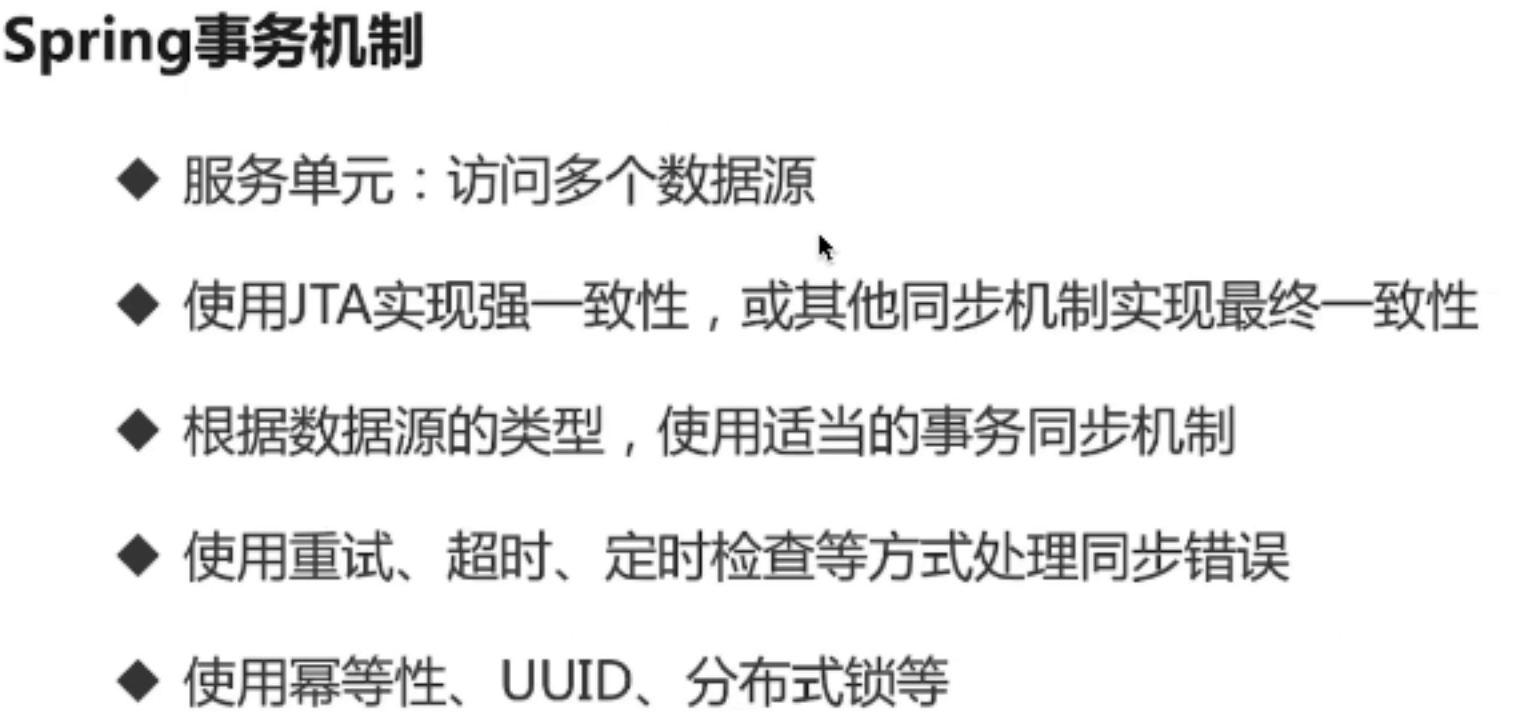 Spring事务机制
◆ 服务单元：访问多个数据源
◆ 使用JTA实现强一致性，或其他同步机制实现最终一致性
◆ 根据数据源的类型，使用适当的事务同步机制
◆ 使用重试、超时、定时检查等方式处理同步错误
◆ 使用幂等性、UUID、分布式锁等